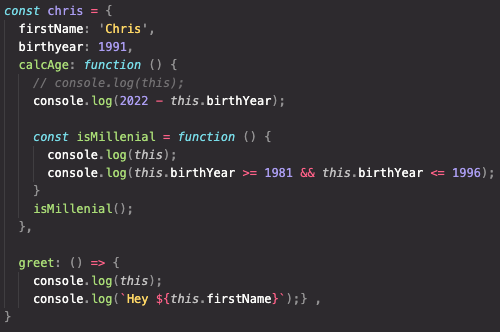 const chris = {
  firstName: 'Chris',
  birthyear: 1991,
  calcAge: function () {
    // console.log(this);
    console.log(2022 - this.birthYear);

    const isMillenial = function () {
      console.log(this);
      console.log(this.birthYear >= 1981 && this.birthYear <= 1996);
    }
    isMillenial();
  },

  greet: () => {
    console.log(this);
    console.log(`Hey ${this.firstName}`);} ,
}